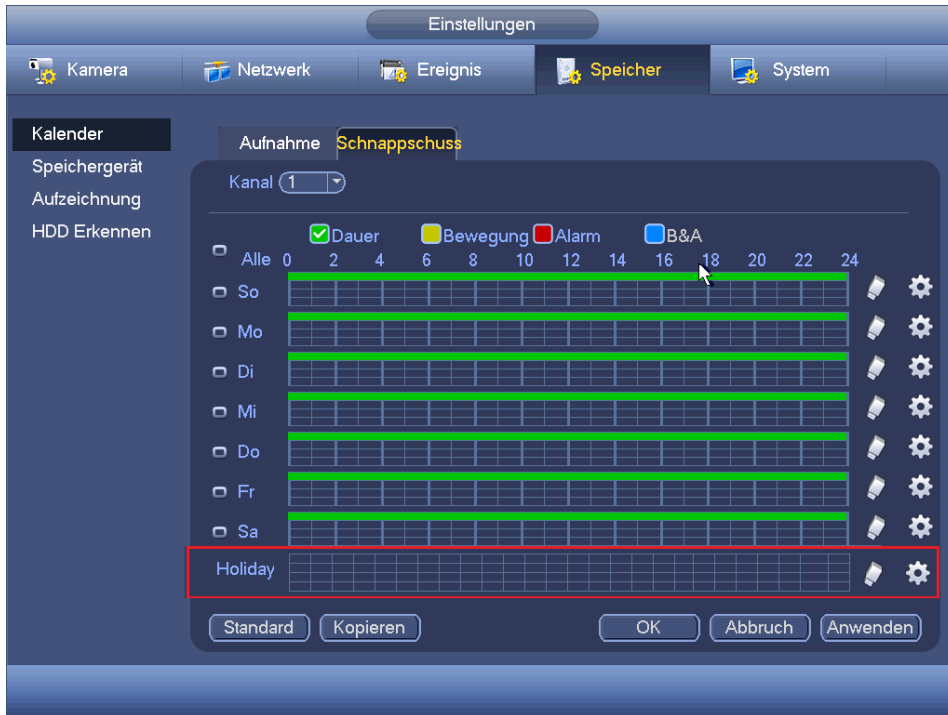 Einstellungen
Kamera Netzwerk Ereignis Speicher System
Kalender
Speichergerät
Aufzeichnung
HDD Erkennen
Aufnahme Schnappschuss
Kanal 1
Dauer Bewegung Alarm B&A
Alle 0 2 4 6 8 10 12 14 16 18 20 22 24
So
Mo
Di
Mi
Do
Fr
Sa
Holiday
Standard Kopieren OK Abbruch Anwenden